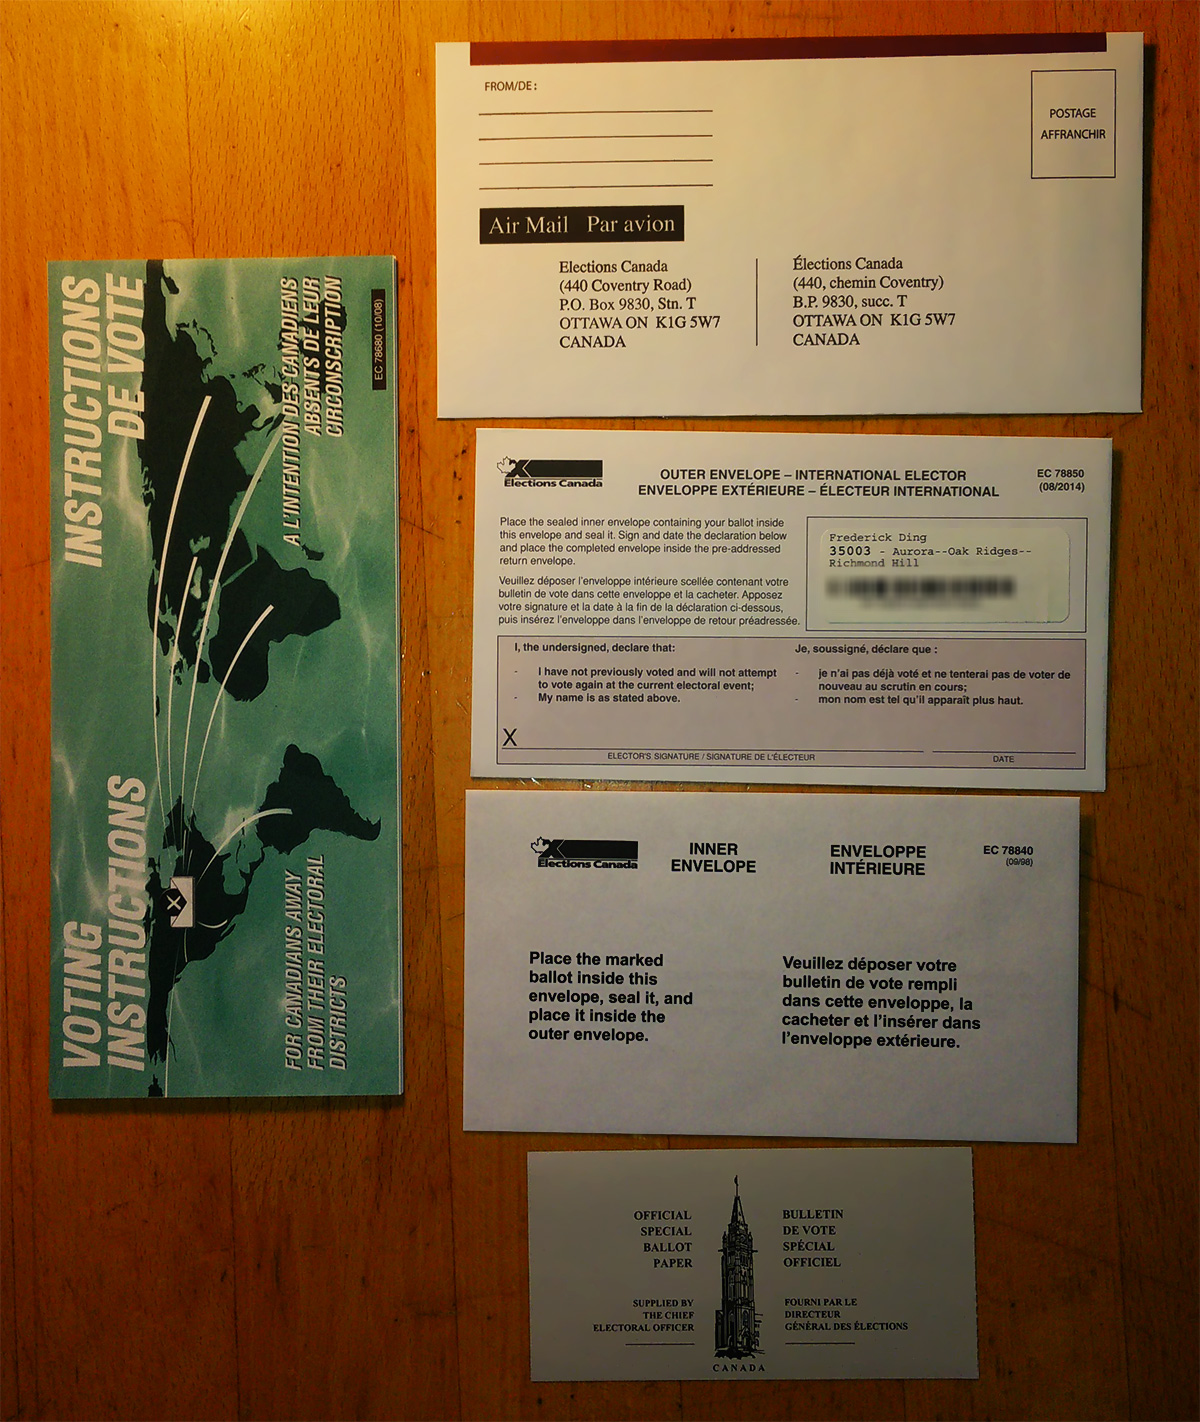 VOTING
INSTRUCTIONS
FOR CANADIANS AWAY
FROM THEIR ELECTORAL
DISTRICTS
INSTRUCTIONS
DE VOTE
À L'INTENTION DES CANADIENS
ABSENTS DE LEUR
CIRCONSCRIPTION
EC 78680 (10/08)
FROM/DE :
POSTAGE
AFFRANCHIR
Air Mail Par avion
Elections Canada
(440 Coventry Road)
P.O. Box 9830, Stn. T
OTTAWA ON K1G 5W7
CANADA
Élections Canada
(440, chemin Coventry)
B.P. 9830, succ. T
OTTAWA ON K1G 5W7
CANADA
Elections Canada
OUTER ENVELOPE – INTERNATIONAL ELECTOR
ENVELOPPE EXTÉRIEURE – ÉLECTEUR INTERNATIONAL
EC 78850
(08/2014)
Place the sealed inner envelope containing your ballot inside
this envelope and seal it. Sign and date the declaration below
and place the completed envelope inside the pre-addressed
return envelope.
Veuillez déposer l'enveloppe intérieure scellée contenant votre
bulletin de vote dans cette enveloppe et la cacheter. Apposez
votre signature et la date à la fin de la déclaration ci-dessous,
puis insérez l'enveloppe dans l'enveloppe de retour préadressée.
Frederick Ding
35003 - Aurora--Oak Ridges--
Richmond Hill
I, the undersigned, declare that:
- I have not previously voted and will not attempt
to vote again at the current electoral event;
- My name is as stated above.
Je, soussigné, déclare que :
- je n'ai pas déjà voté et ne tenterai pas de voter de
nouveau au scrutin en cours;
- mon nom est tel qu'il apparaît plus haut.
X
ELECTOR'S SIGNATURE / SIGNATURE DE L'ÉLECTEUR
DATE
Elections Canada
INNER
ENVELOPE
ENVELOPPE
INTÉRIEURE
EC 78840
(09/98)
Place the marked
ballot inside this
envelope, seal it, and
place it inside the
outer envelope.
Veuillez déposer votre
bulletin de vote rempli
dans cette enveloppe, la
cacheter et l'insérer dans
l'enveloppe extérieure.
OFFICIAL
SPECIAL
BALLOT
PAPER
SUPPLIED BY
THE CHIEF
ELECTORAL OFFICER
BULLETIN
DE VOTE
SPÉCIAL
OFFICIEL
FOURNI PAR LE
DIRECTEUR
GÉNÉRAL DES ÉLECTIONS
CANADA